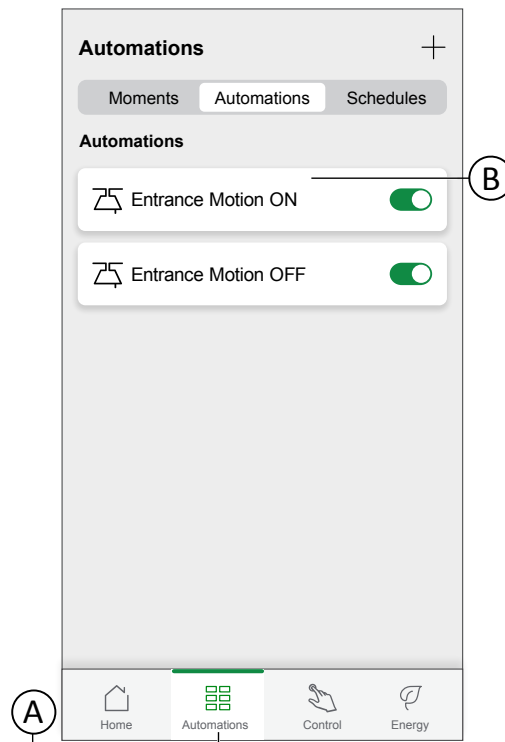 Automations
Moments Automations Schedules
Automations
B
Entrance Motion ON
Entrance Motion OFF
A
Home Automations Control Energy